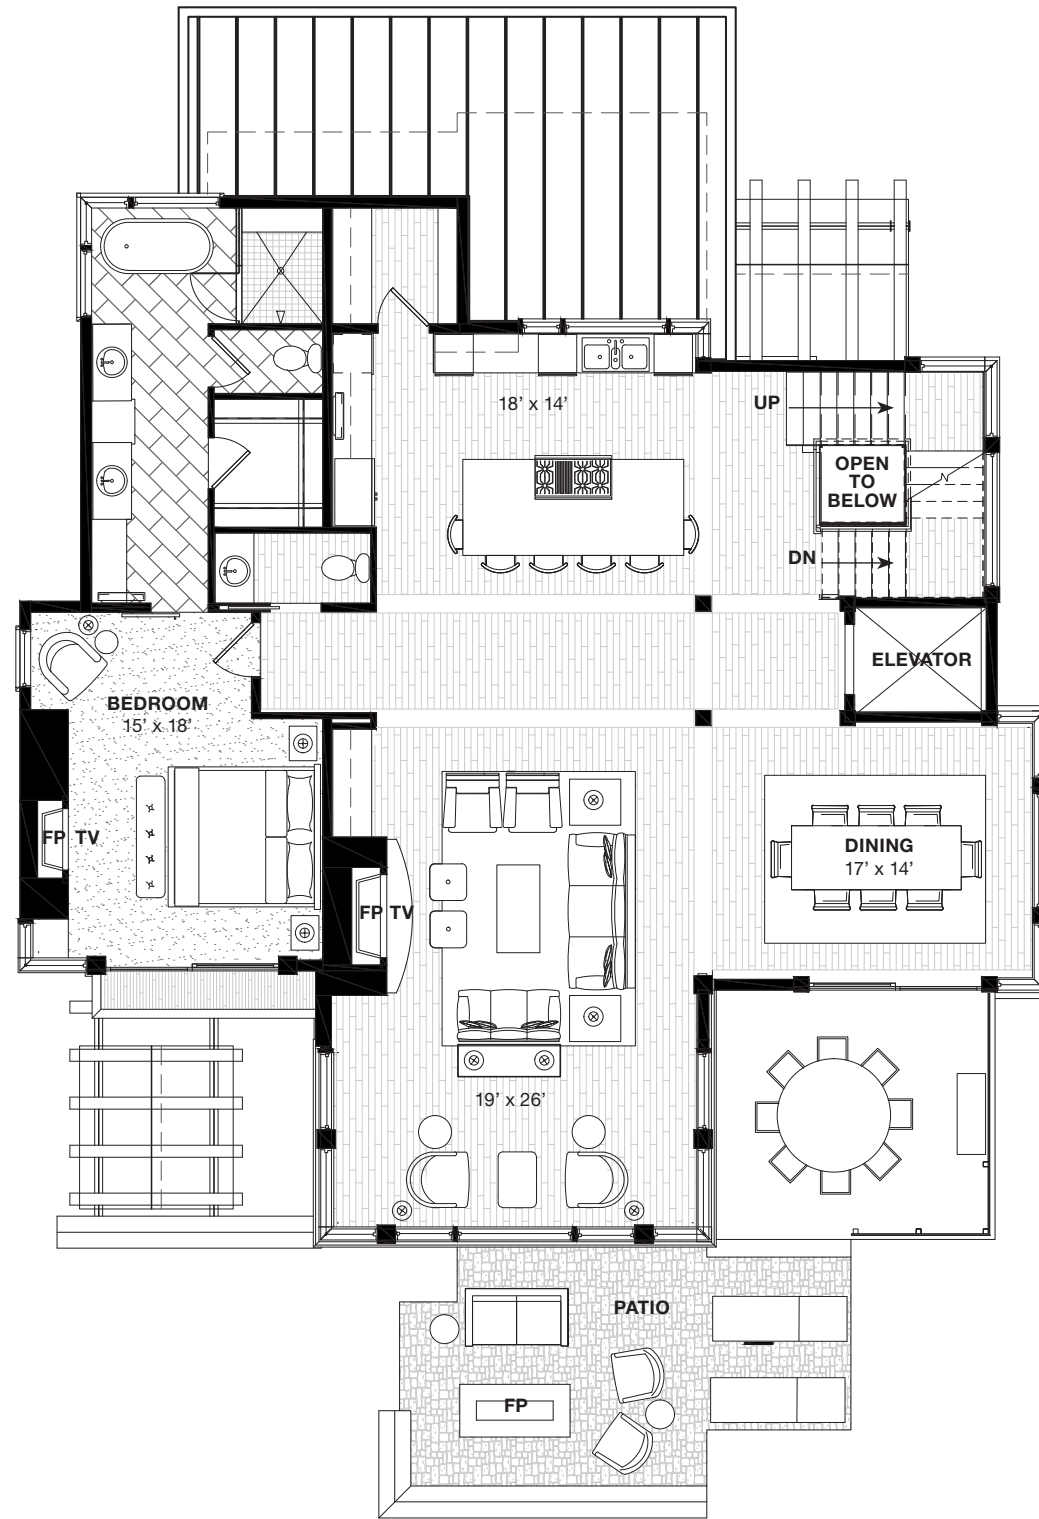 18’ x 14’
UP
OPEN
TO
BELOW
DN
ELEVATOR
BEDROOM
15’ x 18’
FP TV
DINING
17’ x 14’
FP TV
19’ x 26’
PATIO
FP